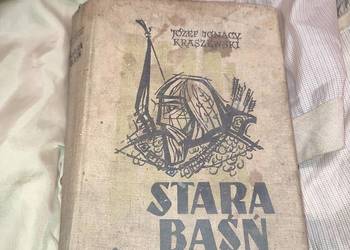 JÓZEF IGNACY
KRASZEWSKI
STARA
BAŚŃ